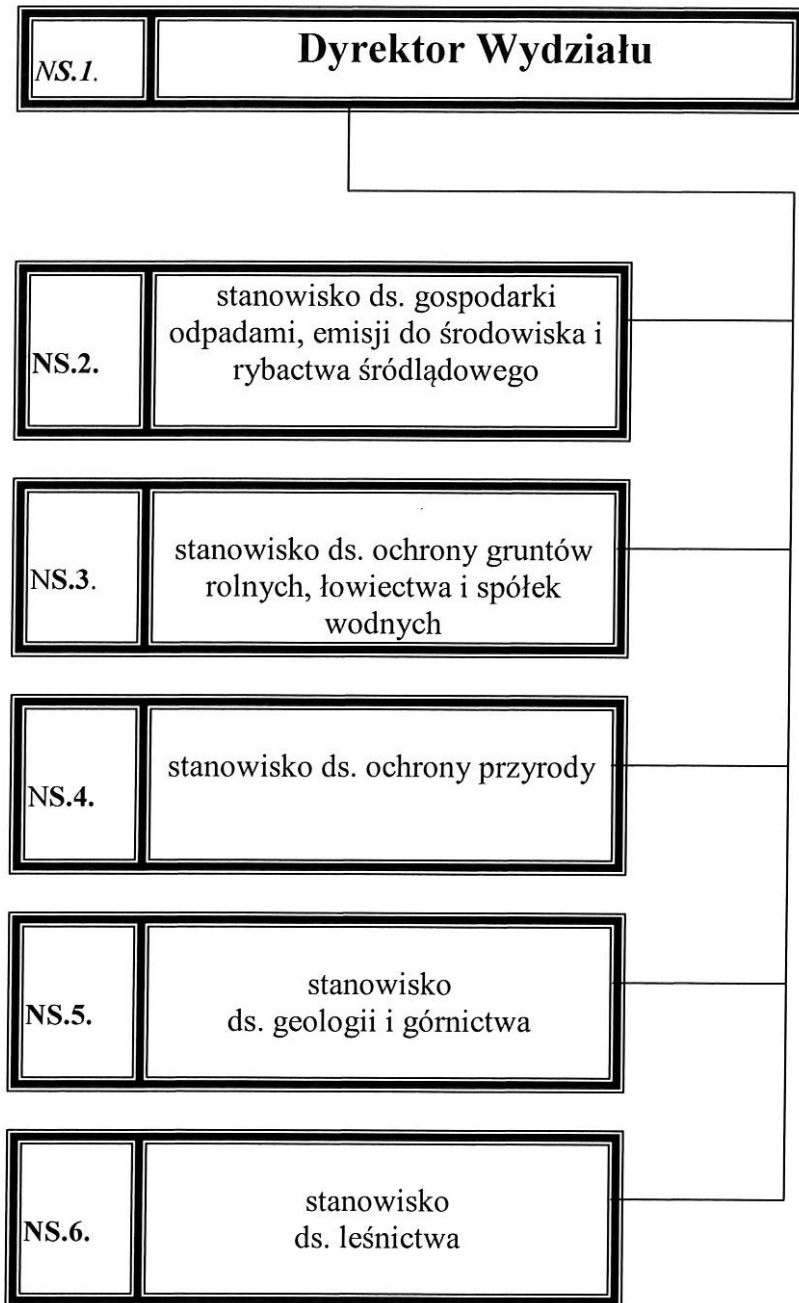 NS.1.
Dyrektor Wydziału
NS.2.
stanowisko ds. gospodarki
odpadami, emisji do środowiska i
rybactwa śródlądowego
NS.3.
stanowisko ds. ochrony gruntów
rolnych, łowiectwa i spółek
wodnych
NS.4.
stanowisko ds. ochrony przyrody
NS.5.
stanowisko
ds. geologii i górnictwa
NS.6.
stanowisko
ds. leśnictwa